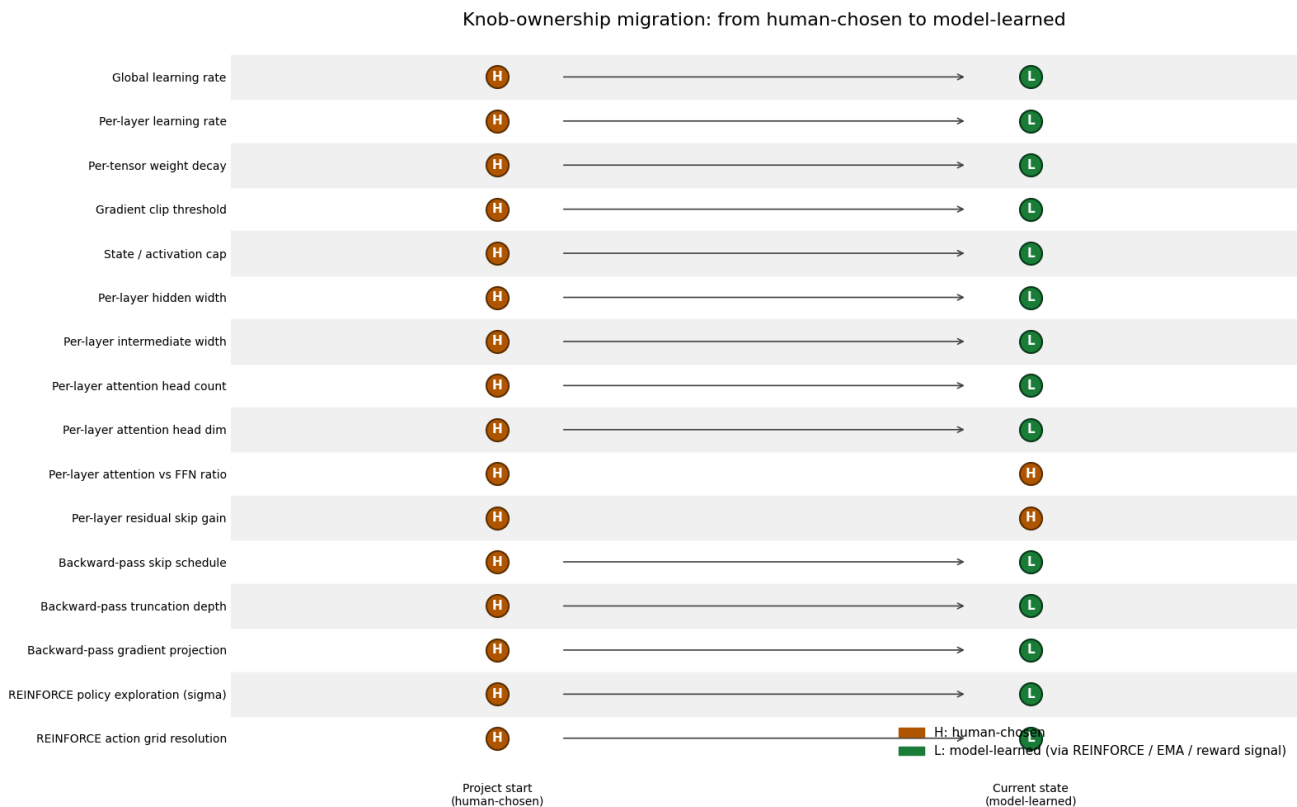 Knob-ownership migration: from human-chosen to model-learned
Global learning rate H L
Per-layer learning rate H L
Per-tensor weight decay H L
Gradient clip threshold H L
State / activation cap H L
Per-layer hidden width H L
Per-layer intermediate width H L
Per-layer attention head count H L
Per-layer attention head dim H L
Per-layer attention vs FFN ratio H H
Per-layer residual skip gain H H
Backward-pass skip schedule H L
Backward-pass truncation depth H L
Backward-pass gradient projection H L
REINFORCE policy exploration (sigma) H L
REINFORCE action grid resolution H L
H: human-chosen
L: model-learned (via REINFORCE / EMA / reward signal)
Project start
(human-chosen)
Current state
(model-learned)